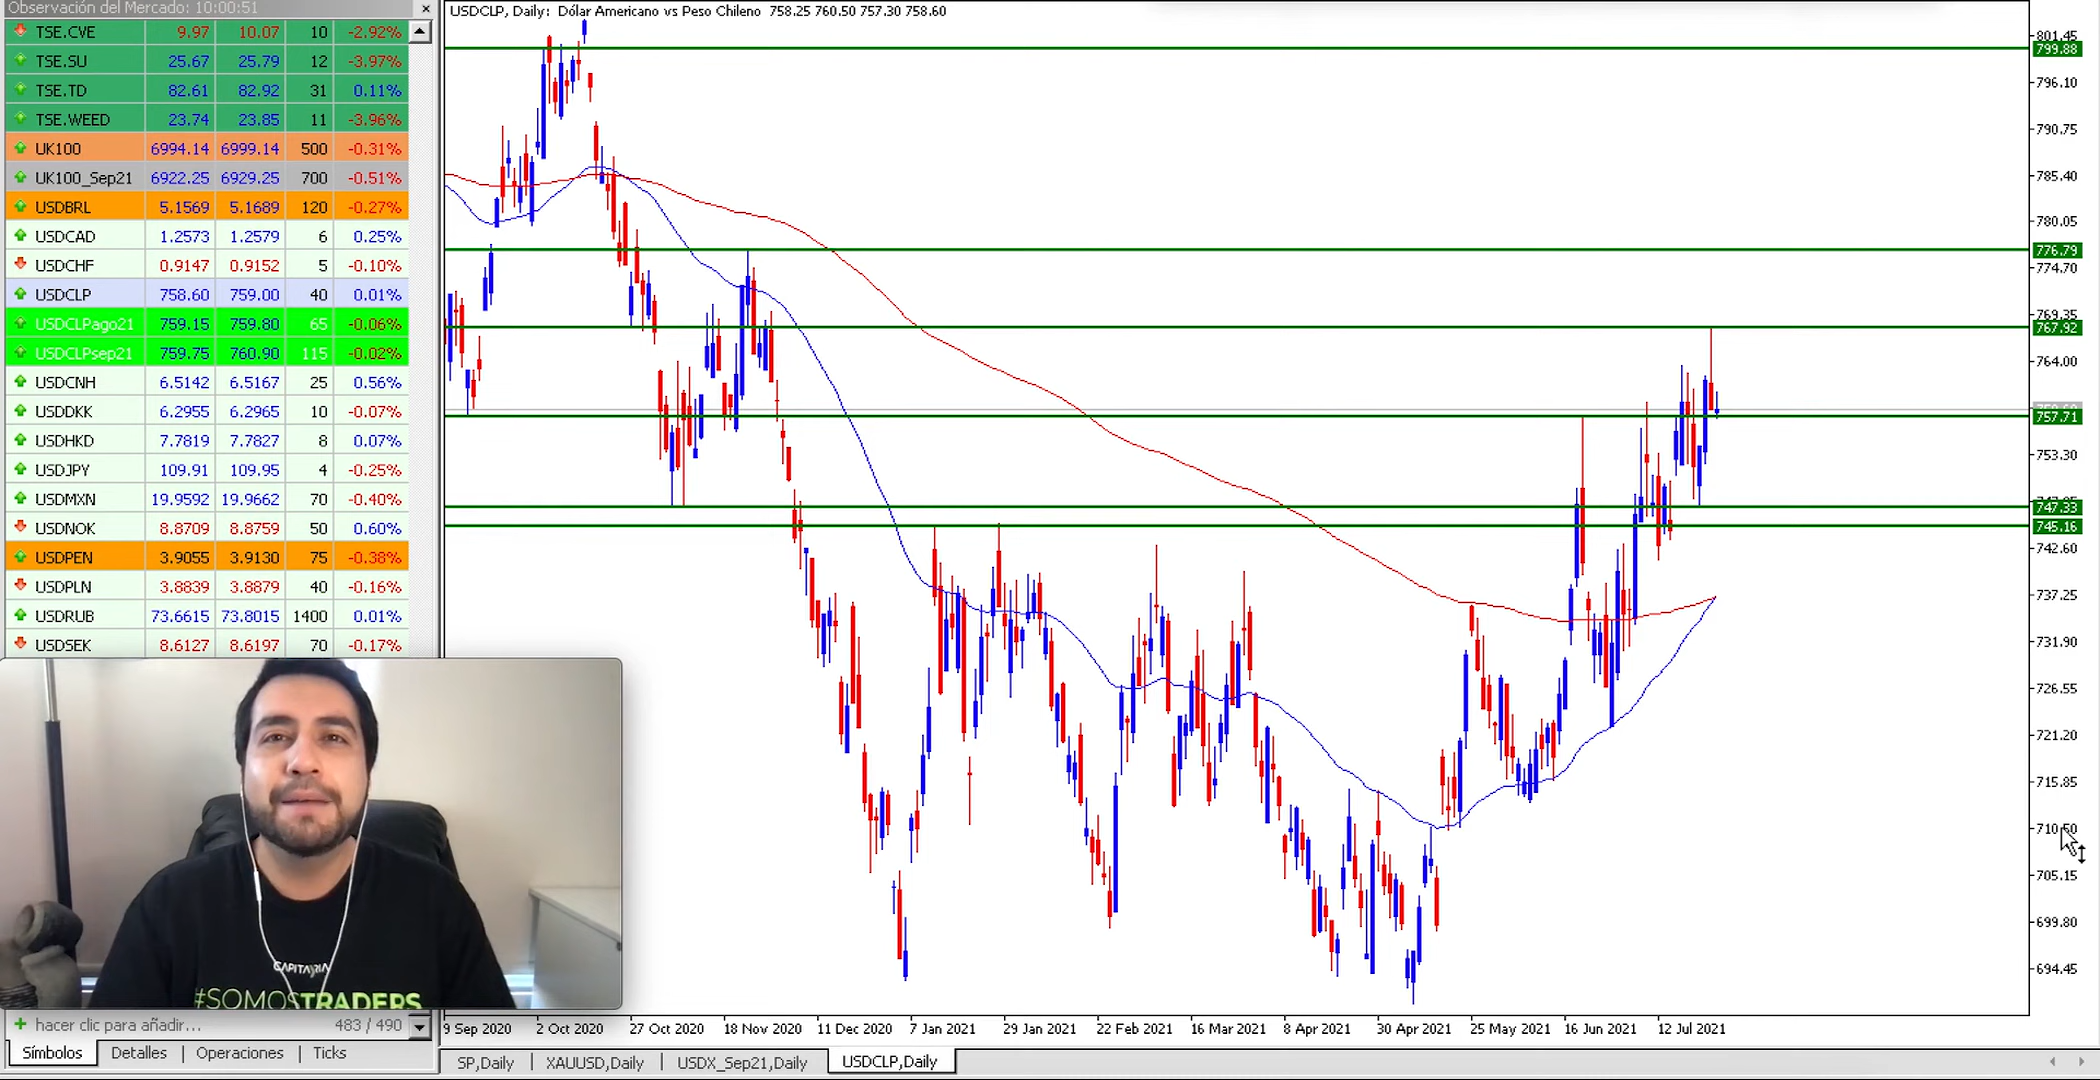 Observación del Mercado: 10:00:51
TSE.CVE 9.97 10.07 10 -2.92%
TSE.SU 25.67 25.79 12 -3.97%
TSE.TD 82.61 82.92 31 0.11%
TSE.WEED 23.74 23.85 11 -3.96%
UK100 6994.14 6999.14 500 -0.31%
UK100_Sep21 6922.25 6929.25 700 -0.51%
USDBRL 5.1569 5.1689 120 -0.27%
USDCAD 1.2573 1.2579 6 0.25%
USDCHF 0.9147 0.9152 5 -0.10%
USDCLP 758.60 759.00 40 0.01%
USDCLPago21 759.15 759.80 65 -0.06%
USDCLPsep21 759.75 760.90 115 -0.02%
USDCNH 6.5142 6.5167 25 0.56%
USDDKK 6.2955 6.2965 10 -0.07%
USDHKD 7.7819 7.7827 8 0.07%
USDJPY 109.91 109.95 4 -0.25%
USDMXN 19.9592 19.9662 70 -0.40%
USDNOK 8.8709 8.8759 50 0.60%
USDPEN 3.9055 3.9130 75 -0.38%
USDPLN 3.8839 3.8879 40 -0.16%
USDRUB 73.6615 73.8015 1400 0.01%
USDSEK 8.6127 8.6197 70 -0.17%
CAPITARIA
#SOMOSTRADERS
hacer clic para añadir... 483 / 490
Símbolos Detalles Operaciones Ticks
USDCLP, Daily: Dólar Americano vs Peso Chileno 758.25 760.50 757.30 758.60
801.45
799.88
796.10
790.75
785.40
780.05
776.79
774.70
769.35
767.92
764.00
757.71
753.30
747.33
745.16
742.60
737.25
731.90
726.55
721.20
715.85
710.50
705.15
699.80
694.45
9 Sep 2020 2 Oct 2020 27 Oct 2020 18 Nov 2020 11 Dec 2020 7 Jan 2021 29 Jan 2021 22 Feb 2021 16 Mar 2021 8 Apr 2021 30 Apr 2021 25 May 2021 16 Jun 2021 12 Jul 2021
SP,Daily XAUUSD,Daily USDX_Sep21,Daily USDCLP,Daily